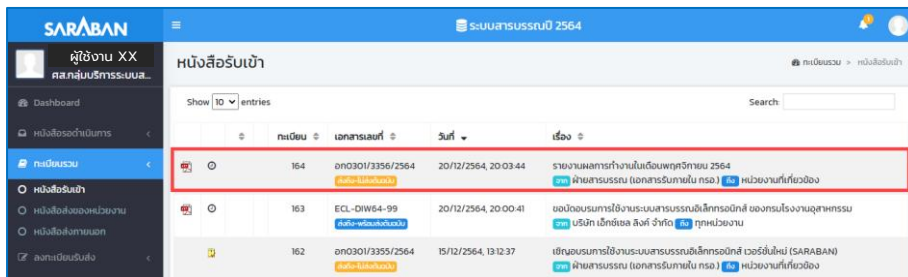 SARABAN
ระบบสารบรรณปี 2564
ผู้ใช้งาน XX
ศส.กลุ่มบริการระบบส...
หนังสือรับเข้า
ทะเบียนรวม > หนังสือรับเข้า
Dashboard
หนังสือรอดำเนินการ
ทะเบียนรวม
หนังสือรับเข้า
หนังสือส่งของหน่วยงาน
หนังสือส่งภายนอก
ลงทะเบียนรับส่ง
Show 10 entries
Search:
ทะเบียน เอกสารเลขที่ วันที่ เรื่อง
164 อก0301/3356/2564 20/12/2564, 20:03:44 รายงานผลการทำงานในเดือนพฤศจิกายน 2564
ส่งถึง-ไม่ส่งต้นฉบับ จาก ฝ่ายสารบรรณ (เอกสารรับภายใน กรอ.) ถึง หน่วยงานที่เกี่ยวข้อง
163 ECL-DIW64-99 20/12/2564, 20:00:41 ขอนัดอบรมการใช้งานระบบสารบรรณอิเล็กทรอนิกส์ ของกรมโรงงานอุตสาหกรรม
ส่งถึง-พร้อมส่งต้นฉบับ จาก บริษัท เอ็กซ์เซล ลิงค์ จำกัด ถึง ทุกหน่วยงาน
162 อก0301/3355/2564 15/12/2564, 13:12:37 เชิญอบรมการใช้งานระบบสารบรรณอิเล็กทรอนิกส์ เวอร์ชั่นใหม่ (SARABAN)
ส่งถึง-ไม่ส่งต้นฉบับ จาก ฝ่ายสารบรรณ (เอกสารรับภายใน กรอ.) ถึง หน่วยงานที่เกี่ยวข้อง